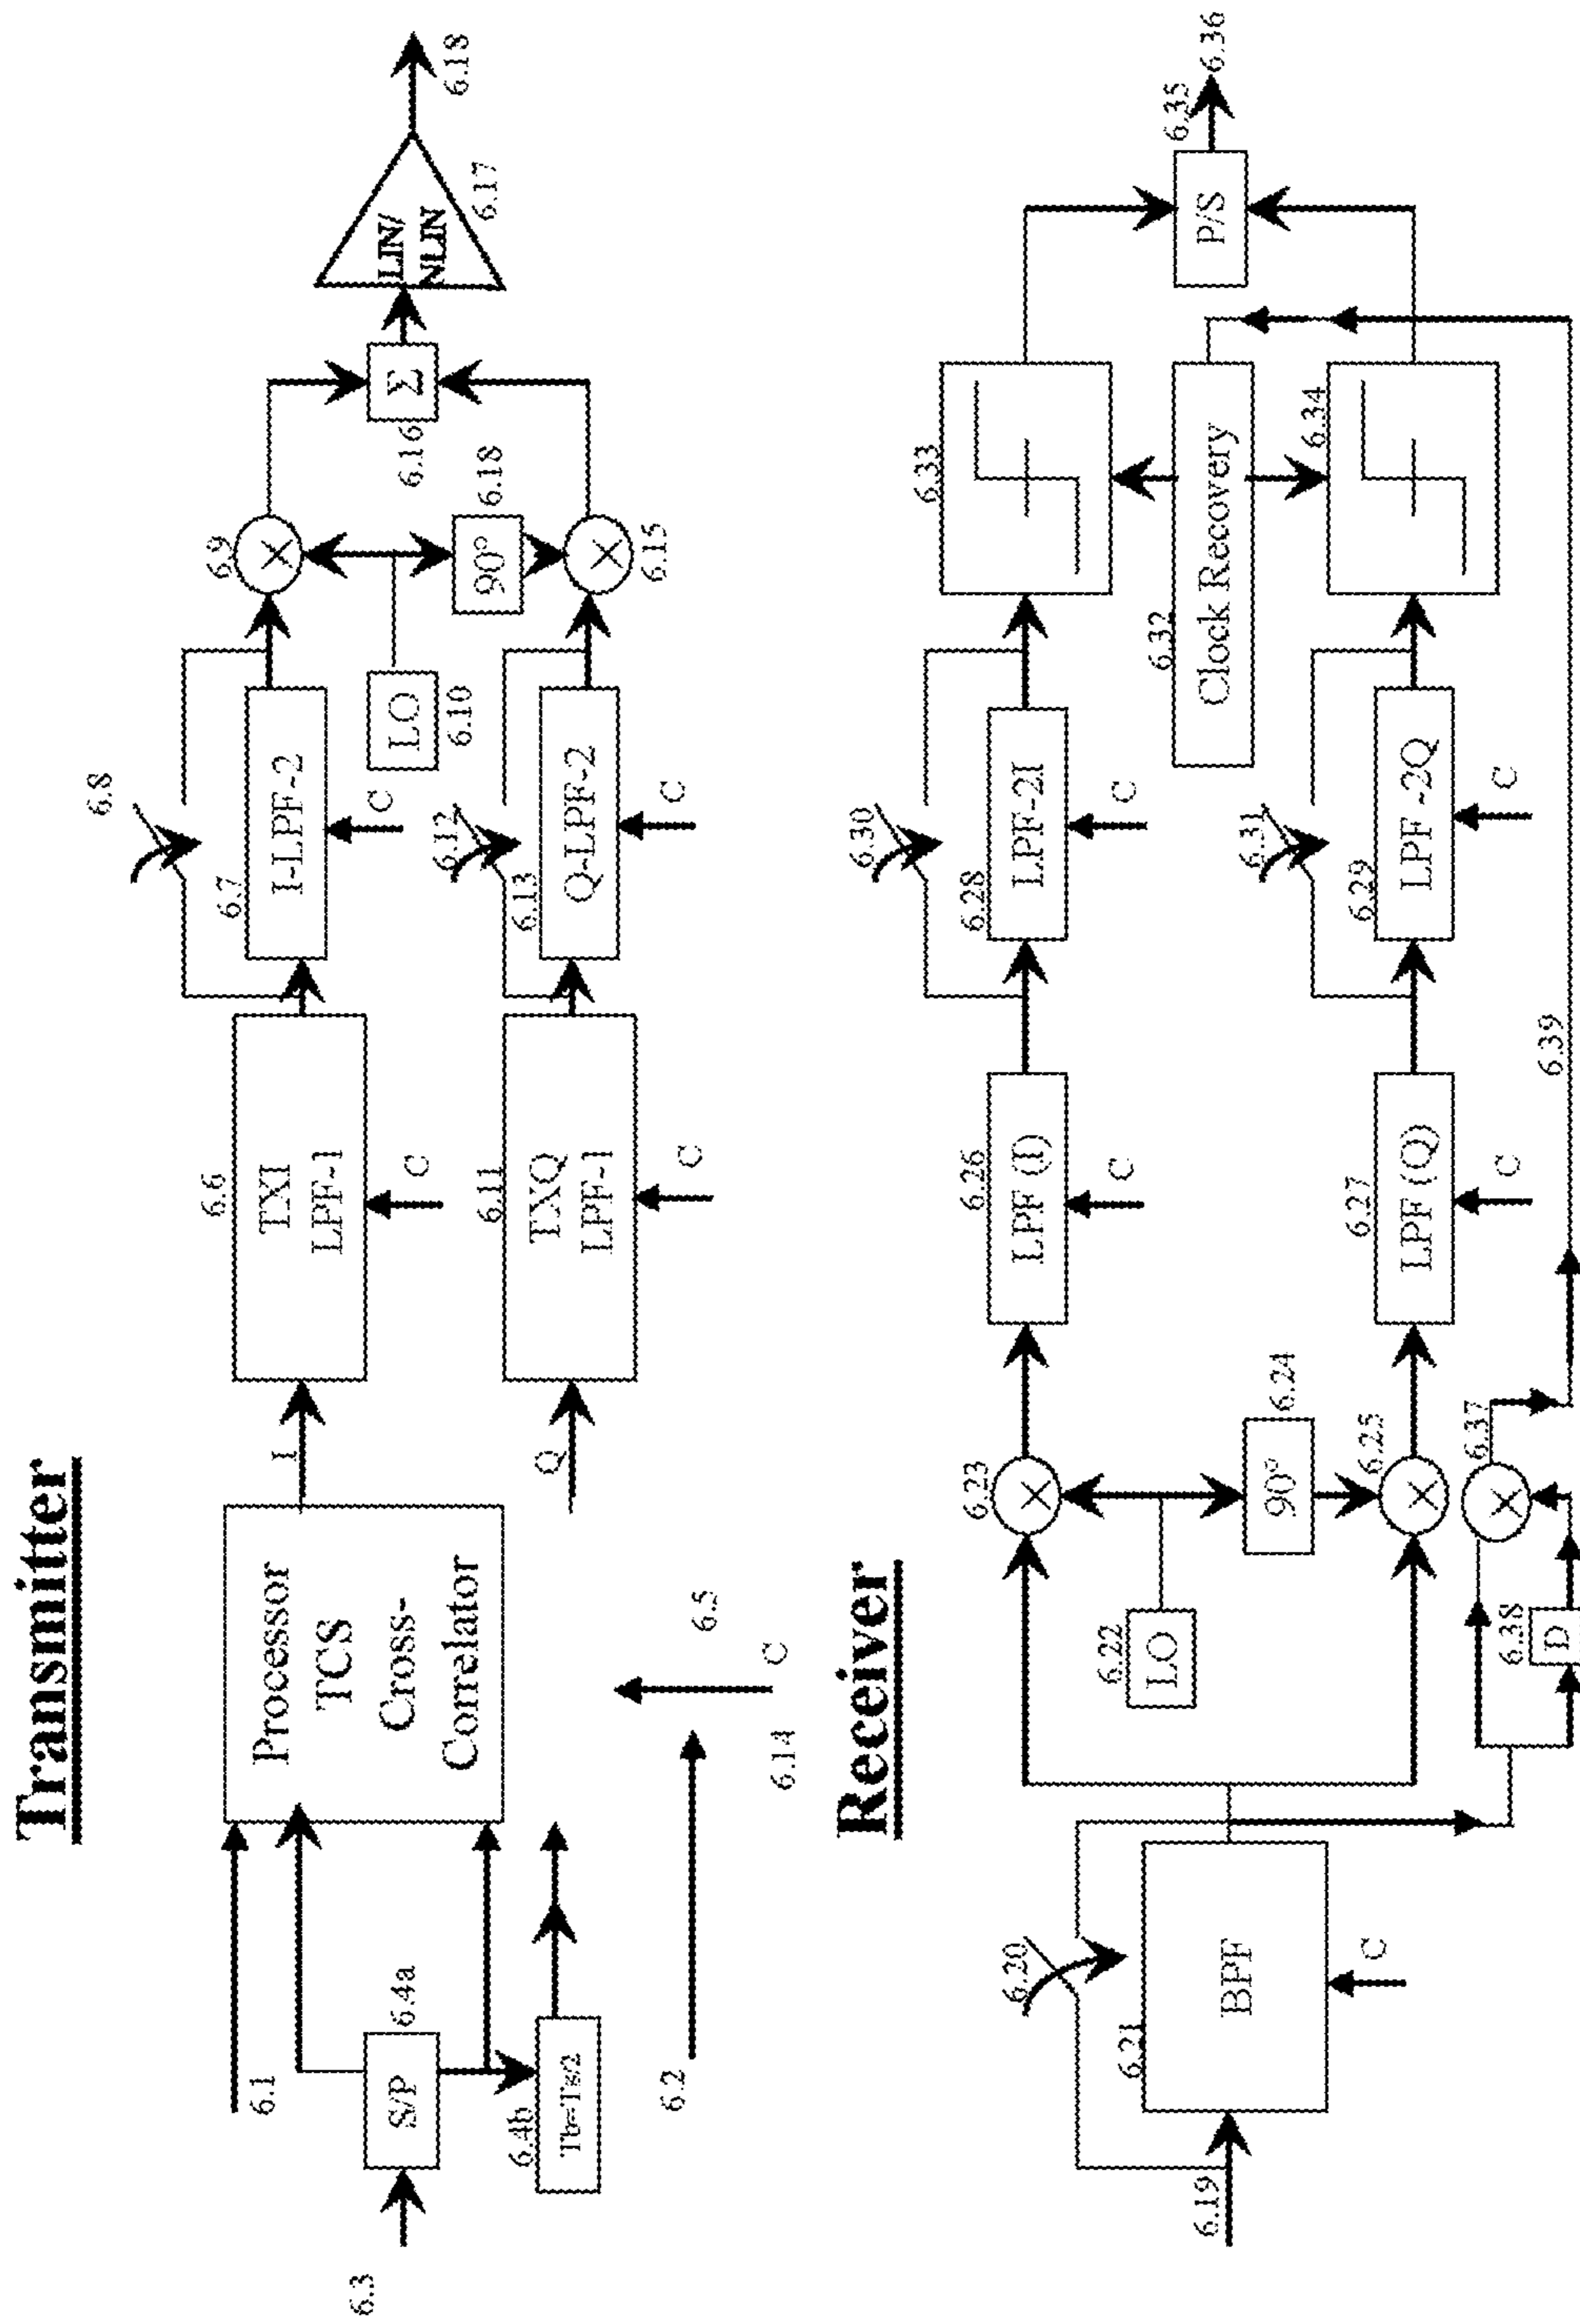 Transmitter
6.1
6.3
S/P
6.4a
6.4b
Tb=Ts/2
6.2
Processor
TCS
Cross-
Correlator
6.5
C
6.14
I
Q
6.6
TXI
LPF-1
C
6.11
TXQ
LPF-1
C
6.8
6.7
I-LPF-2
C
6.12
6.13
Q-LPF-2
C
LO
6.10
6.9
90°
6.18
6.15
6.16
Σ
LIN/
NLIN
6.17
6.18
Receiver
6.19
6.20
6.21
BPF
C
6.22
LO
6.23
90°
6.24
6.25
6.37
6.38
D
6.26
LPF (I)
C
6.27
LPF (Q)
C
6.39
6.30
6.28
LPF-2I
C
6.31
6.29
LPF -2Q
C
6.32
Clock Recovery
6.33
6.34
P/S
6.35
6.36